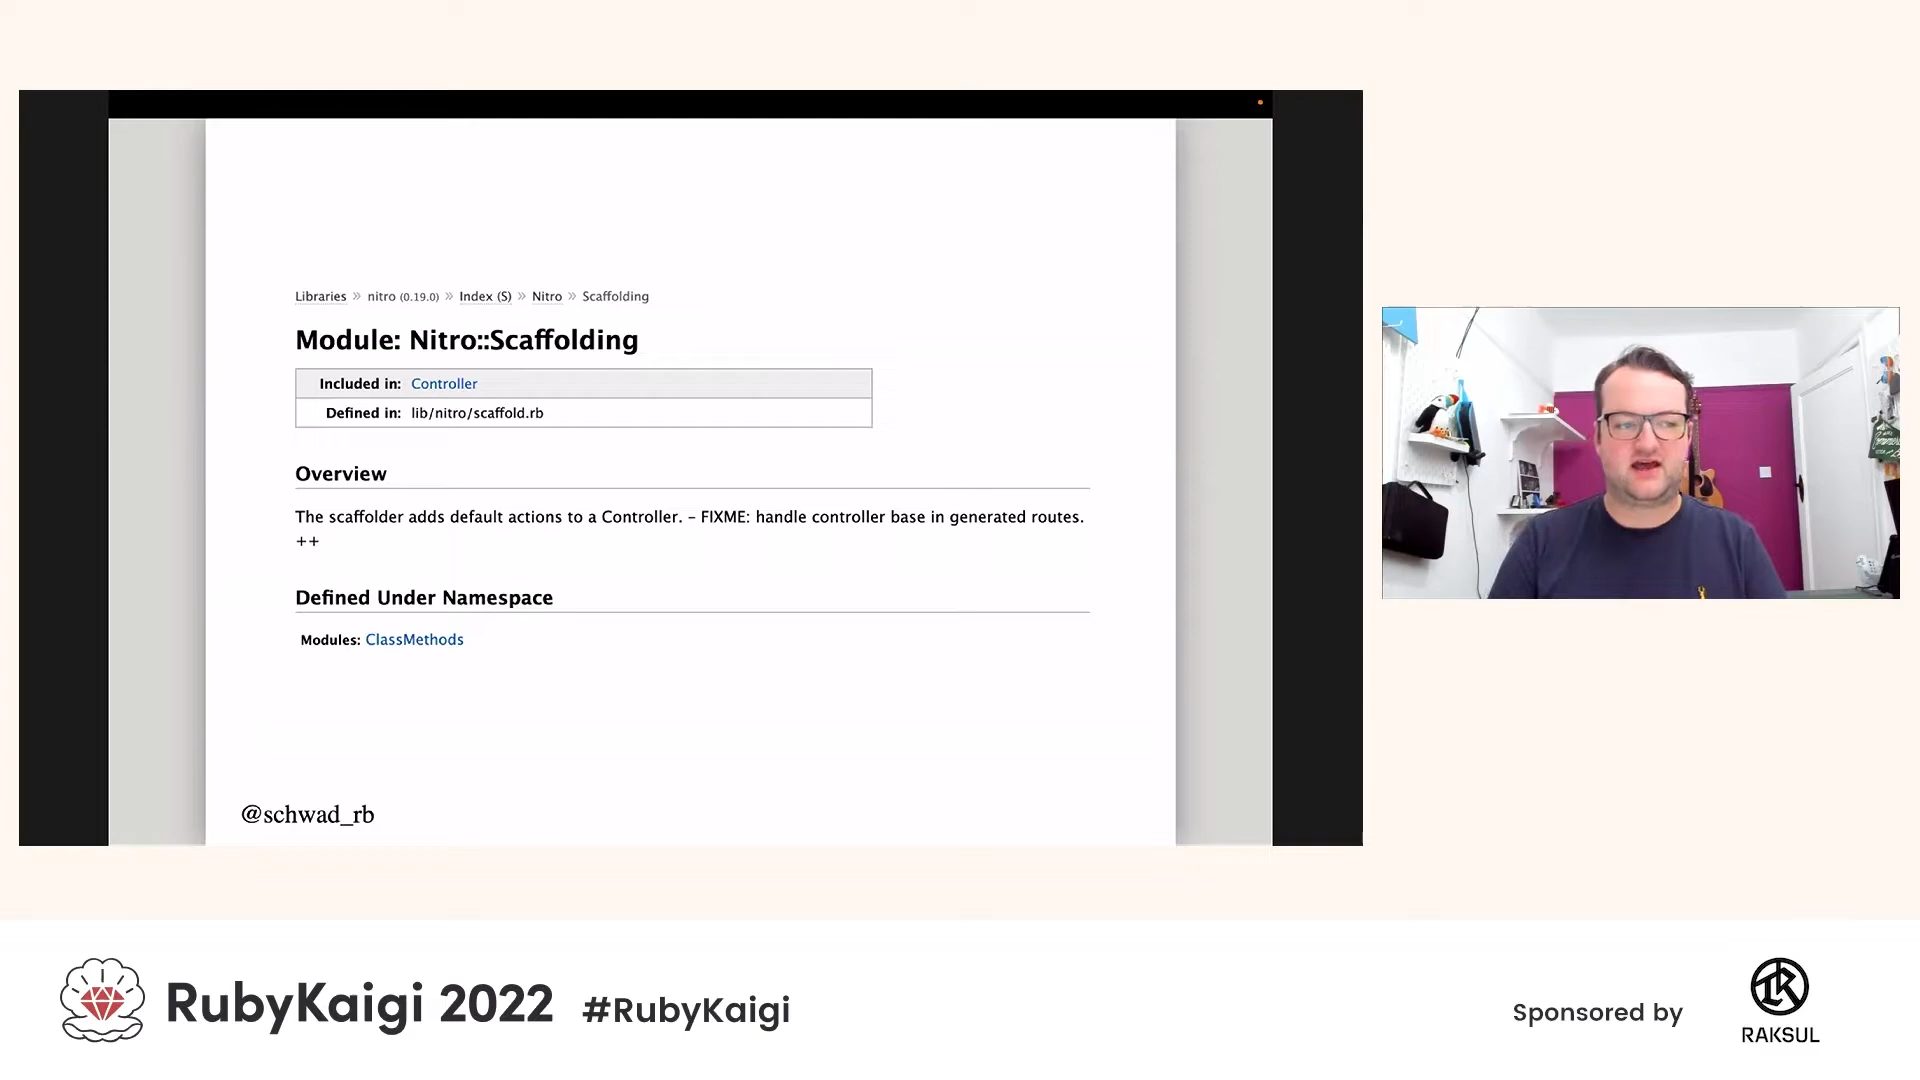 Libraries » nitro (0.19.0) » Index (S) » Nitro » Scaffolding
Module: Nitro::Scaffolding
Included in: Controller
Defined in: lib/nitro/scaffold.rb
Overview
The scaffolder adds default actions to a Controller. – FIXME: handle controller base in generated routes.
++
Defined Under Namespace
Modules: ClassMethods
@schwad_rb
RubyKaigi 2022 #RubyKaigi
Sponsored by
RAKSUL